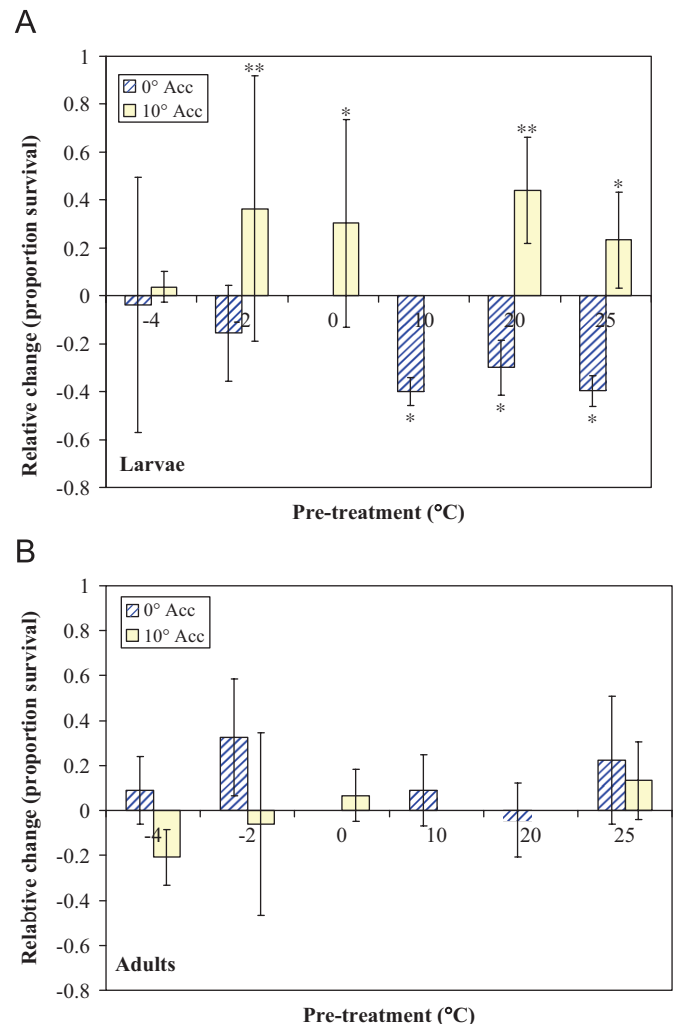 A
1
0.8
0.6
0.4
0.2
0
-0.2
-0.4
-0.6
-0.8
Relative change (proportion survival)
0° Acc
10° Acc
** * ** *
-4 -2 0 10 20 25
* * *
Larvae
Pre-treatment (°C)
B
1
0.8
0.6
0.4
0.2
0
-0.2
-0.4
-0.6
-0.8
Relabtive change (proportion survival)
0° Acc
10° Acc
-4 -2 0 10 20 25
Adults
Pre-treatment (°C)